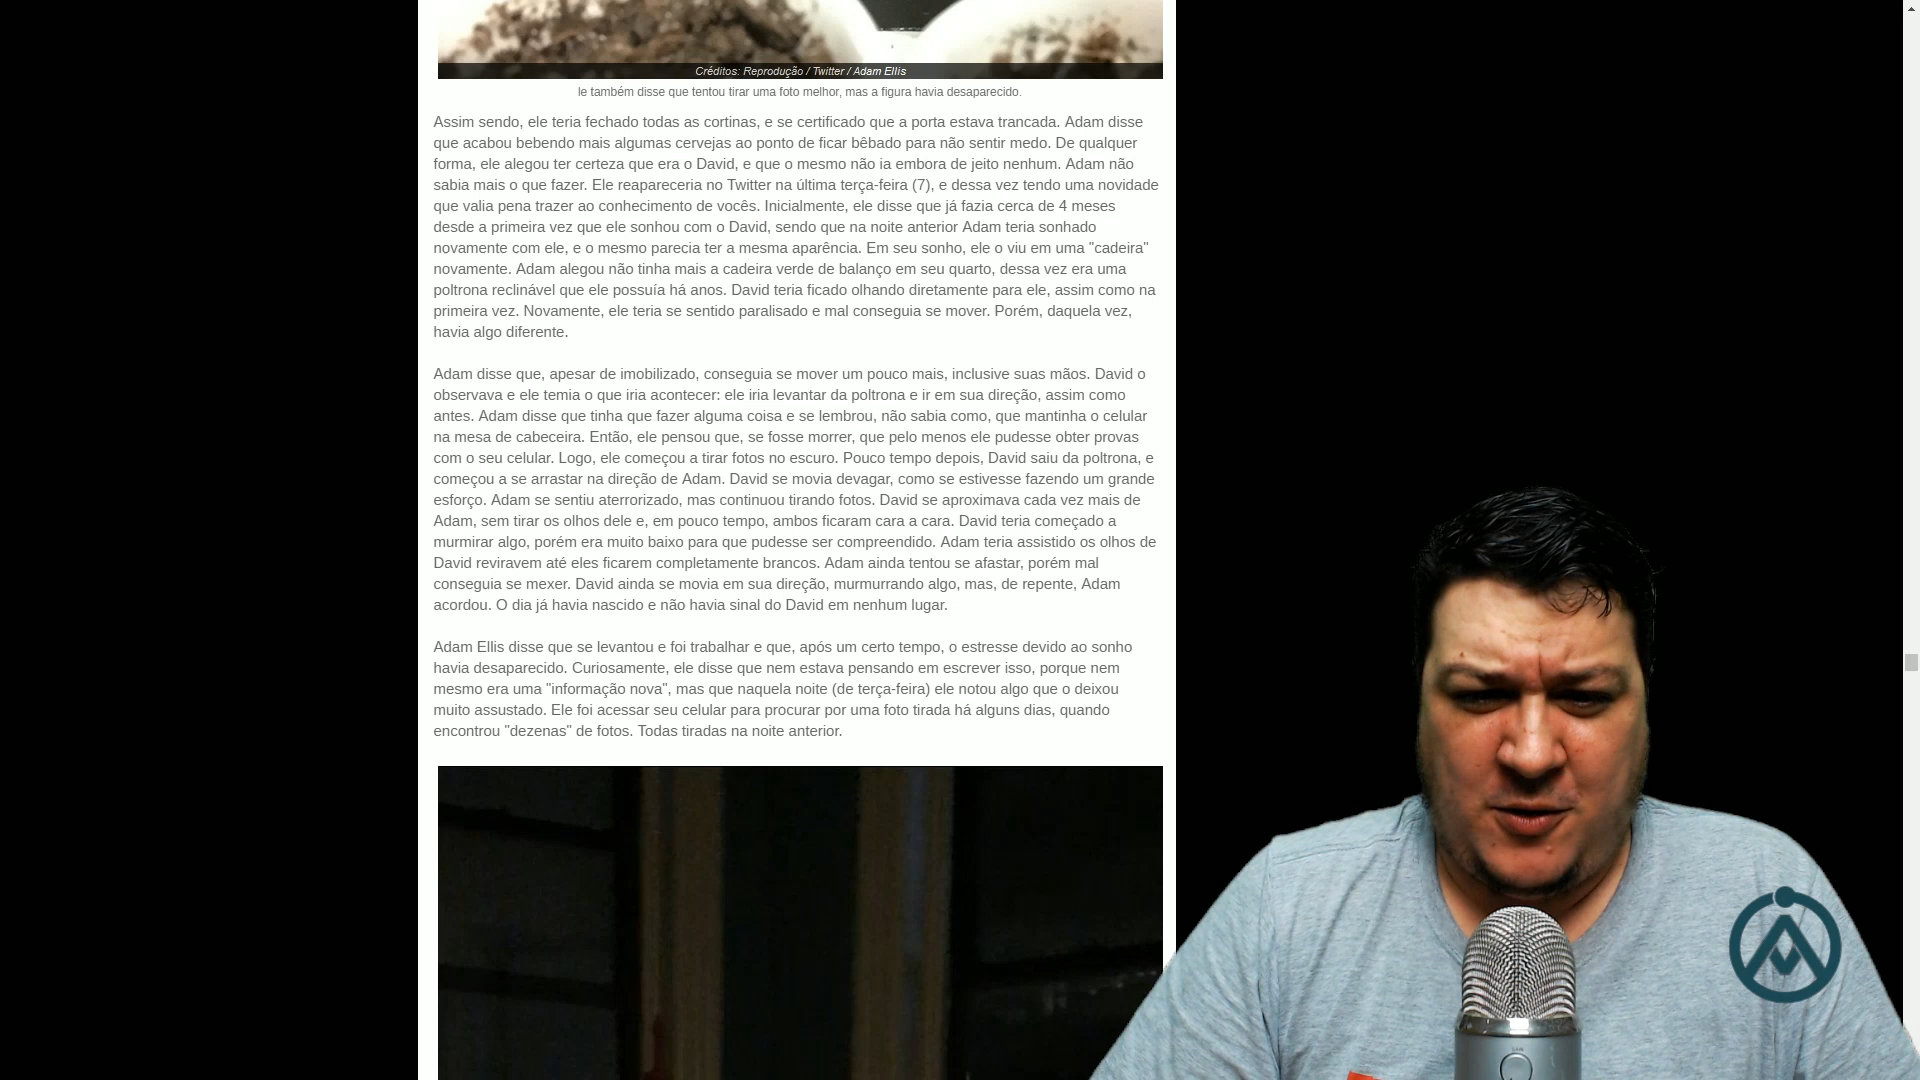 Créditos: Reprodução / Twitter / Adam Ellis
le também disse que tentou tirar uma foto melhor, mas a figura havia desaparecido.
Assim sendo, ele teria fechado todas as cortinas, e se certificado que a porta estava trancada. Adam disse
que acabou bebendo mais algumas cervejas ao ponto de ficar bêbado para não sentir medo. De qualquer
forma, ele alegou ter certeza que era o David, e que o mesmo não ia embora de jeito nenhum. Adam não
sabia mais o que fazer. Ele reapareceria no Twitter na última terça-feira (7), e dessa vez tendo uma novidade
que valia pena trazer ao conhecimento de vocês. Inicialmente, ele disse que já fazia cerca de 4 meses
desde a primeira vez que ele sonhou com o David, sendo que na noite anterior Adam teria sonhado
novamente com ele, e o mesmo parecia ter a mesma aparência. Em seu sonho, ele o viu em uma "cadeira"
novamente. Adam alegou não tinha mais a cadeira verde de balanço em seu quarto, dessa vez era uma
poltrona reclinável que ele possuía há anos. David teria ficado olhando diretamente para ele, assim como na
primeira vez. Novamente, ele teria se sentido paralisado e mal conseguia se mover. Porém, daquela vez,
havia algo diferente.
Adam disse que, apesar de imobilizado, conseguia se mover um pouco mais, inclusive suas mãos. David o
observava e ele temia o que iria acontecer: ele iria levantar da poltrona e ir em sua direção, assim como
antes. Adam disse que tinha que fazer alguma coisa e se lembrou, não sabia como, que mantinha o celular
na mesa de cabeceira. Então, ele pensou que, se fosse morrer, que pelo menos ele pudesse obter provas
com o seu celular. Logo, ele começou a tirar fotos no escuro. Pouco tempo depois, David saiu da poltrona, e
começou a se arrastar na direção de Adam. David se movia devagar, como se estivesse fazendo um grande
esforço. Adam se sentiu aterrorizado, mas continuou tirando fotos. David se aproximava cada vez mais de
Adam, sem tirar os olhos dele e, em pouco tempo, ambos ficaram cara a cara. David teria começado a
murmirar algo, porém era muito baixo para que pudesse ser compreendido. Adam teria assistido os olhos de
David reviravem até eles ficarem completamente brancos. Adam ainda tentou se afastar, porém mal
conseguia se mexer. David ainda se movia em sua direção, murmurrando algo, mas, de repente, Adam
acordou. O dia já havia nascido e não havia sinal do David em nenhum lugar.
Adam Ellis disse que se levantou e foi trabalhar e que, após um certo tempo, o estresse devido ao sonho
havia desaparecido. Curiosamente, ele disse que nem estava pensando em escrever isso, porque nem
mesmo era uma "informação nova", mas que naquela noite (de terça-feira) ele notou algo que o deixou
muito assustado. Ele foi acessar seu celular para procurar por uma foto tirada há alguns dias, quando
encontrou "dezenas" de fotos. Todas tiradas na noite anterior.